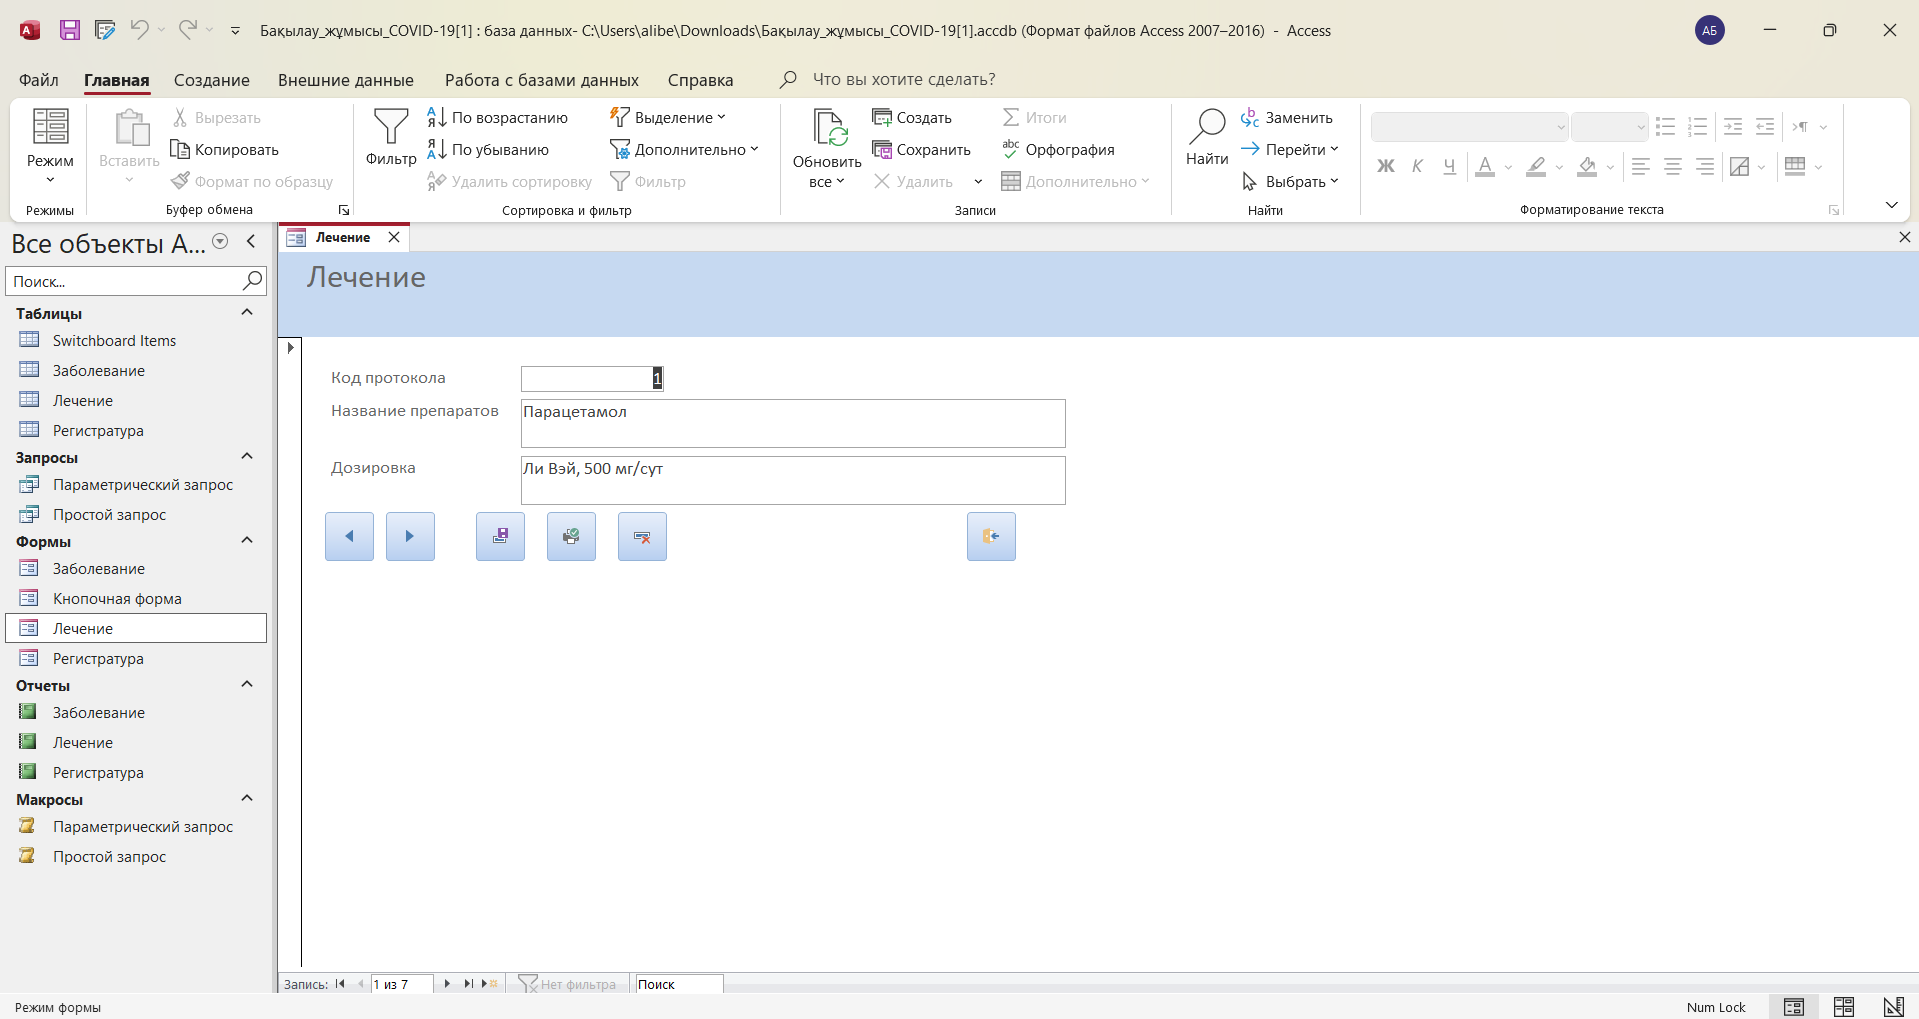 Бақылау_жұмысы_COVID-19[1] : база данных- C:\Users\alibe\Downloads\Бақылау_жұмысы_COVID-19[1].accdb (Формат файлов Access 2007–2016) - Access
АБ
Файл Главная Создание Внешние данные Работа с базами данных Справка Что вы хотите сделать?
Режим
Режимы
Вставить
Вырезать
Копировать
Формат по образцу
Буфер обмена
Фильтр
По возрастанию
По убыванию
Удалить сортировку
Выделение
Дополнительно
Фильтр
Сортировка и фильтр
Обновить
все
Создать
Сохранить
Удалить
Итоги
Орфография
Дополнительно
Записи
Найти
Заменить
Перейти
Выбрать
Найти
Ж К Ч А
Форматирование текста
Все объекты A...
Поиск...
Таблицы
Switchboard Items
Заболевание
Лечение
Регистратура
Запросы
Параметрический запрос
Простой запрос
Формы
Заболевание
Кнопочная форма
Лечение
Регистратура
Отчеты
Заболевание
Лечение
Регистратура
Макросы
Параметрический запрос
Простой запрос
Лечение
Лечение
Код протокола 1
Название препаратов Парацетамол
Дозировка Ли Вэй, 500 мг/сут
Запись: 1 из 7 Нет фильтра Поиск
Режим формы Num Lock